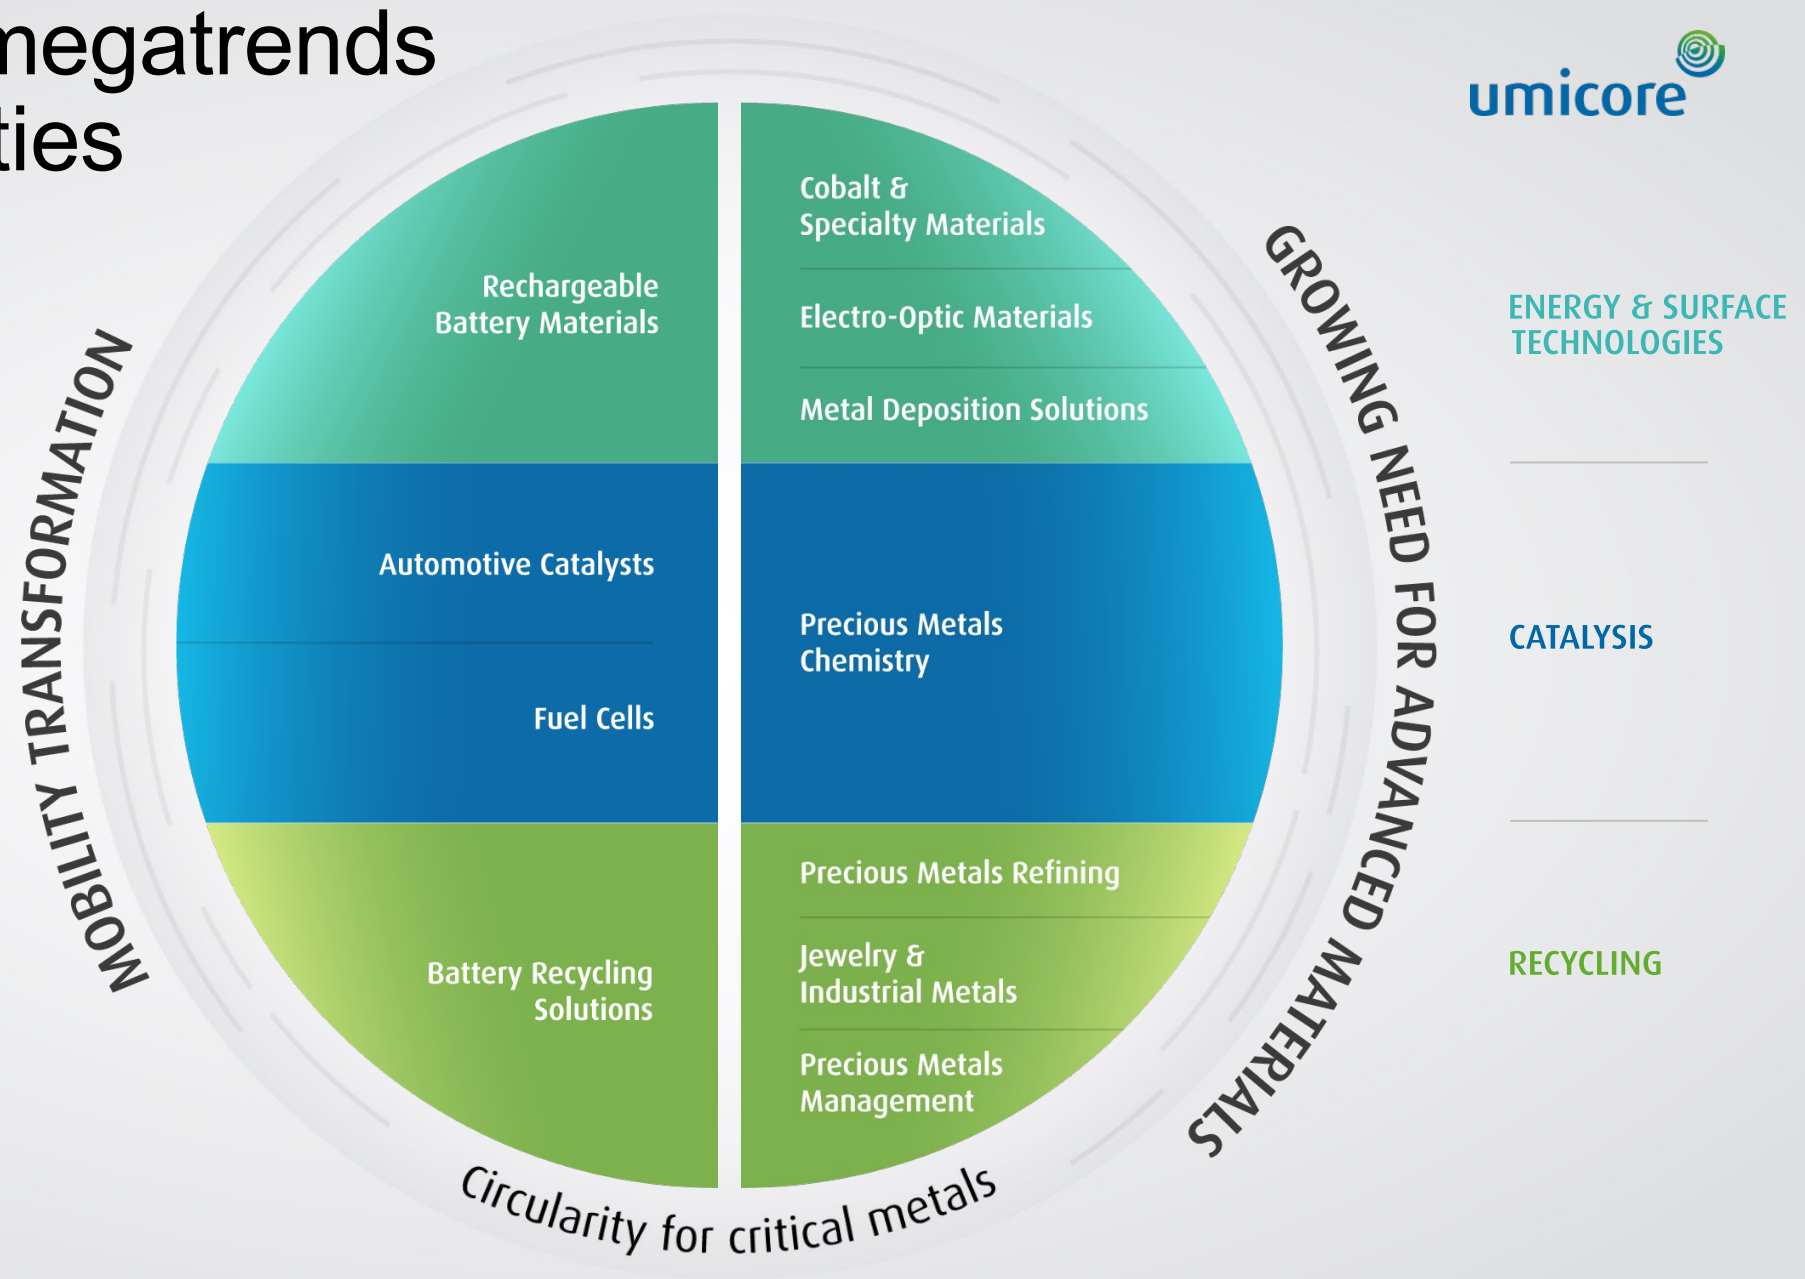 megatrends
ties
umicore
MOBILITY TRANSFORMATION
Rechargeable
Battery Materials
Automotive Catalysts
Fuel Cells
Battery Recycling
Solutions
Cobalt &
Specialty Materials
Electro-Optic Materials
Metal Deposition Solutions
Precious Metals
Chemistry
Precious Metals Refining
Jewelry &
Industrial Metals
Precious Metals
Management
GROWING NEED FOR ADVANCED MATERIALS
Circularity for critical metals
ENERGY & SURFACE
TECHNOLOGIES
CATALYSIS
RECYCLING